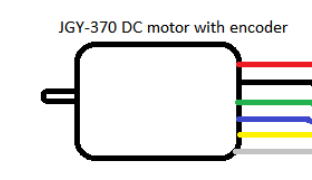 JGY-370 DC motor with encoder